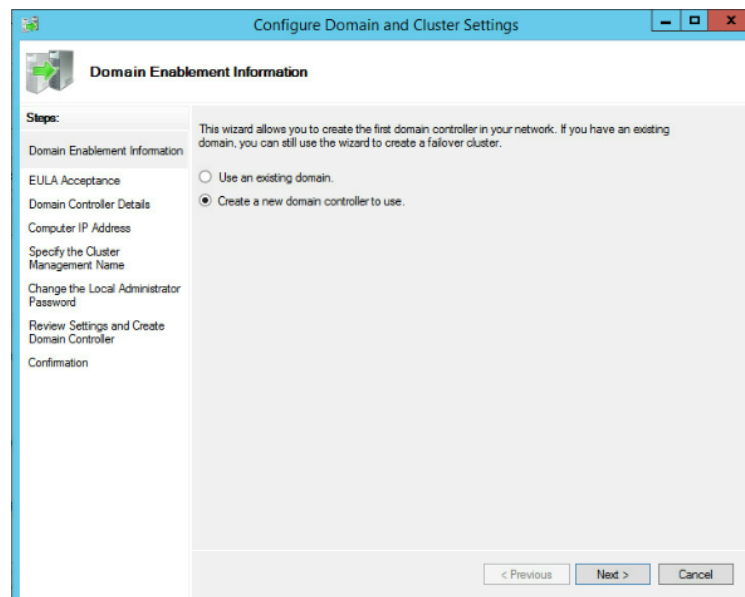 Configure Domain and Cluster Settings
Domain Enablement Information
Steps:
Domain Enablement Information
EULA Acceptance
Domain Controller Details
Computer IP Address
Specify the Cluster
Management Name
Change the Local Administrator
Password
Review Settings and Create
Domain Controller
Confirmation
This wizard allows you to create the first domain controller in your network. If you have an existing
domain, you can still use the wizard to create a failover cluster.
Use an existing domain.
Create a new domain controller to use.
< Previous
Next >
Cancel